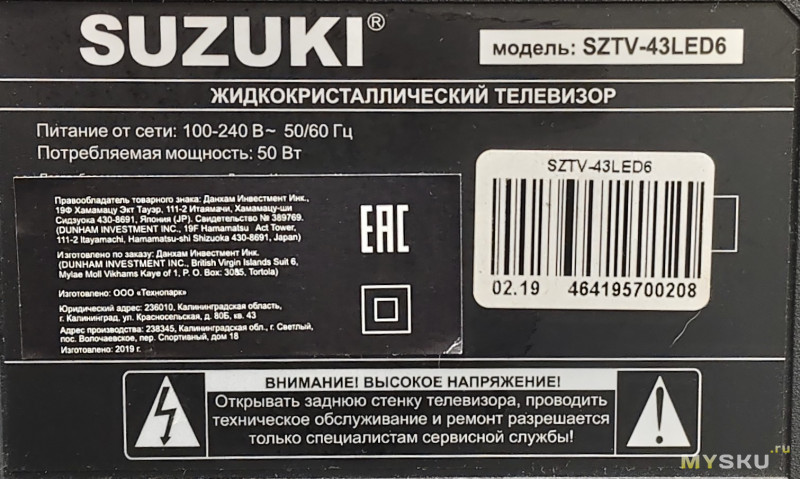 SUZUKI®
модель: SZTV-43LED6
ЖИДКОКРИСТАЛЛИЧЕСКИЙ ТЕЛЕВИЗОР
Питание от сети: 100-240 В~ 50/60 Гц
Потребляемая мощность: 50 Вт
Правообладатель товарного знака: Данхам Инвестмент Инк.,
19Ф Хамамацу Экт Тауэр, 111-2 Итаямачи, Хамамацу-ши
Сидзуока 430-8691, Япония (JP). Свидетельство № 389769.
(DUNHAM INVESTMENT INC., 19F Hamamatsu Act Tower,
111-2 Itayamachi, Hamamatsu-shi Shizuoka 430-8691, Japan)
Изготовлено по заказу: Данхам Инвестмент Инк.
(DUNHAM INVESTMENT INC., British Virgin Islands Suit 6,
Mylae Moll Vikhams Kaye of 1, P. O. Box: 3085, Tortola)
Изготовлено: ООО «Технопарк»
Юридический адрес: 236010, Калининградская область,
г. Калининград, ул. Красносельская, д. 80Б, кв. 43
Адрес производства: 238345, Калининградская обл., г. Светлый,
пос. Волочаевское, пер. Спортивный, дом 18
Изготовлено: 2019 г.
EAC
SZTV-43LED6
02.19 464195700208
ВНИМАНИЕ! ВЫСОКОЕ НАПРЯЖЕНИЕ!
Открывать заднюю стенку телевизора, проводить
техническое обслуживание и ремонт разрешается
только специалистам сервисной службы!
MYSKU.ru